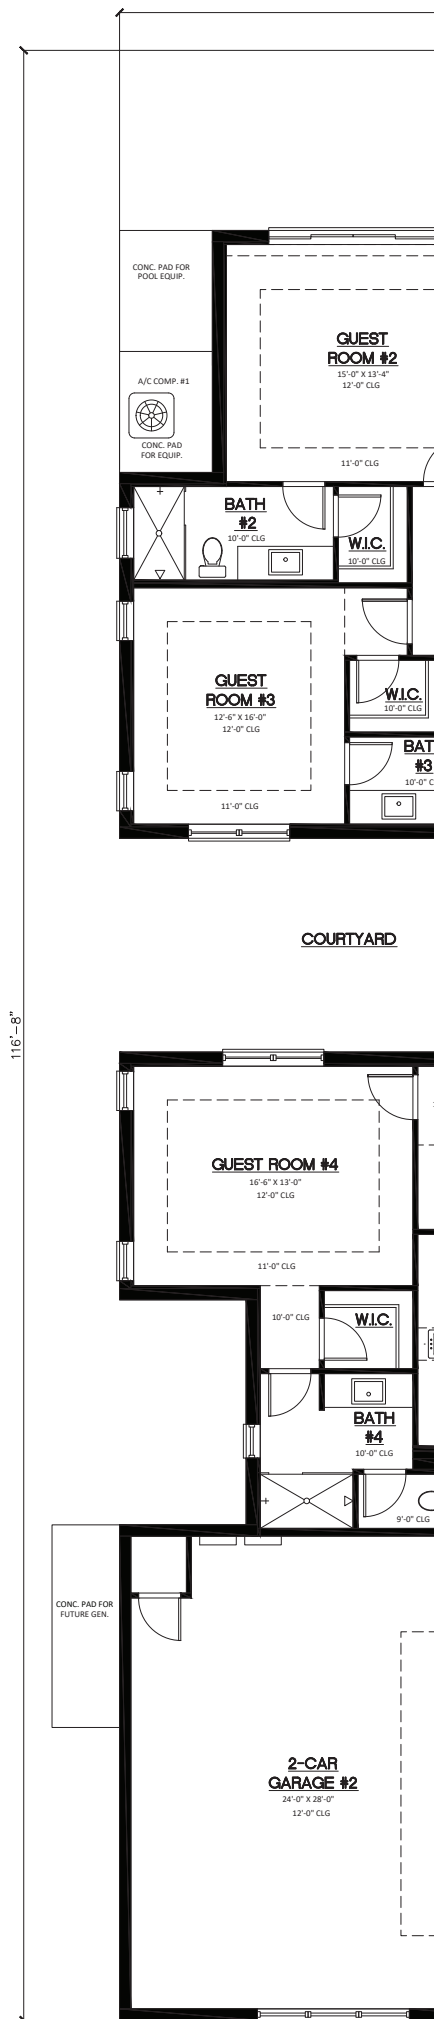 CONC. PAD FOR
POOL EQUIP.
GUEST
ROOM #2
15'-0" X 13'-4"
12'-0" CLG
A/C COMP. #1
CONC. PAD
FOR EQUIP.
11'-0" CLG
BATH
#2
10'-0" CLG
W.I.C.
10'-0" CLG
GUEST
ROOM #3
12'-6" X 16'-0"
12'-0" CLG
W.I.C.
10'-0" CLG
BAT
#3
10'-0" C
11'-0" CLG
COURTYARD
116'-8"
GUEST ROOM #4
16'-6" X 13'-0"
12'-0" CLG
11'-0" CLG
10'-0" CLG
W.I.C.
BATH
#4
10'-0" CLG
9'-0" CLG
CONC. PAD FOR
FUTURE GEN.
2-CAR
GARAGE #2
24'-0" X 28'-0"
12'-0" CLG